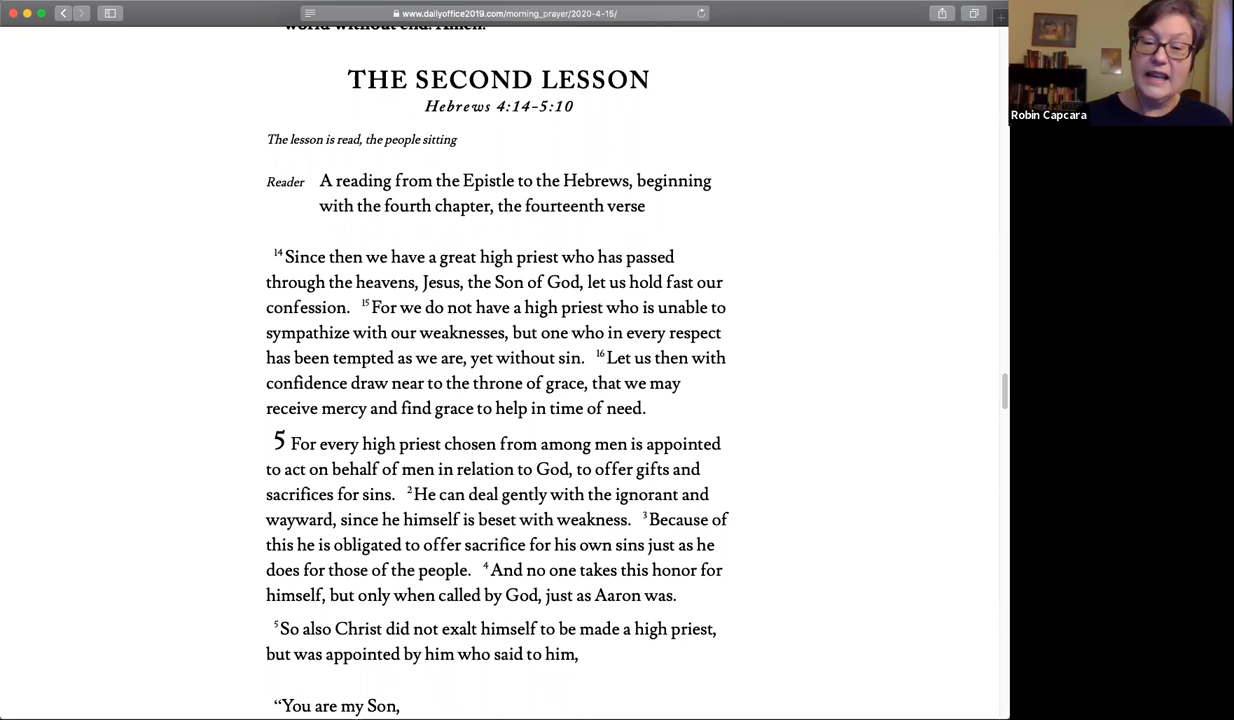 www.dailyoffice2019.com/morning_prayer/2020-4-15/
world without end. Amen.
THE SECOND LESSON
Hebrews 4:14–5:10
The lesson is read, the people sitting
Reader A reading from the Epistle to the Hebrews, beginning
with the fourth chapter, the fourteenth verse
14 Since then we have a great high priest who has passed
through the heavens, Jesus, the Son of God, let us hold fast our
confession. 15 For we do not have a high priest who is unable to
sympathize with our weaknesses, but one who in every respect
has been tempted as we are, yet without sin. 16 Let us then with
confidence draw near to the throne of grace, that we may
receive mercy and find grace to help in time of need.
5 For every high priest chosen from among men is appointed
to act on behalf of men in relation to God, to offer gifts and
sacrifices for sins. 2 He can deal gently with the ignorant and
wayward, since he himself is beset with weakness. 3 Because of
this he is obligated to offer sacrifice for his own sins just as he
does for those of the people. 4 And no one takes this honor for
himself, but only when called by God, just as Aaron was.
5 So also Christ did not exalt himself to be made a high priest,
but was appointed by him who said to him,
“You are my Son,
Robin Capcara